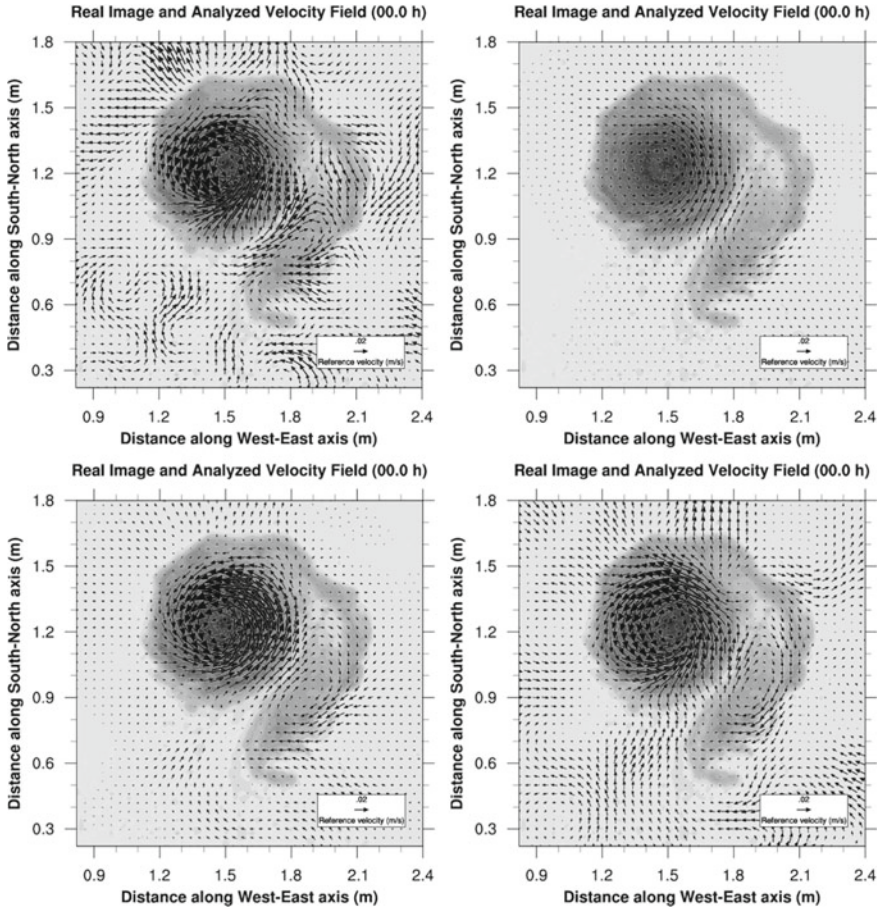 Real Image and Analyzed Velocity Field (00.0 h)
Distance along South-North axis (m)
1.8
1.5
1.2
0.9
0.6
0.3
.02
Reference velocity (m/s)
0.9 1.2 1.5 1.8 2.1 2.4
Distance along West-East axis (m)
Real Image and Analyzed Velocity Field (00.0 h)
Distance along South-North axis (m)
1.8
1.5
1.2
0.9
0.6
0.3
.02
Reference velocity (m/s)
0.9 1.2 1.5 1.8 2.1 2.4
Distance along West-East axis (m)
Real Image and Analyzed Velocity Field (00.0 h)
Distance along South-North axis (m)
1.8
1.5
1.2
0.9
0.6
0.3
.02
Reference velocity (m/s)
0.9 1.2 1.5 1.8 2.1 2.4
Distance along West-East axis (m)
Real Image and Analyzed Velocity Field (00.0 h)
Distance along South-North axis (m)
1.8
1.5
1.2
0.9
0.6
0.3
.02
Reference velocity (m/s)
0.9 1.2 1.5 1.8 2.1 2.4
Distance along West-East axis (m)